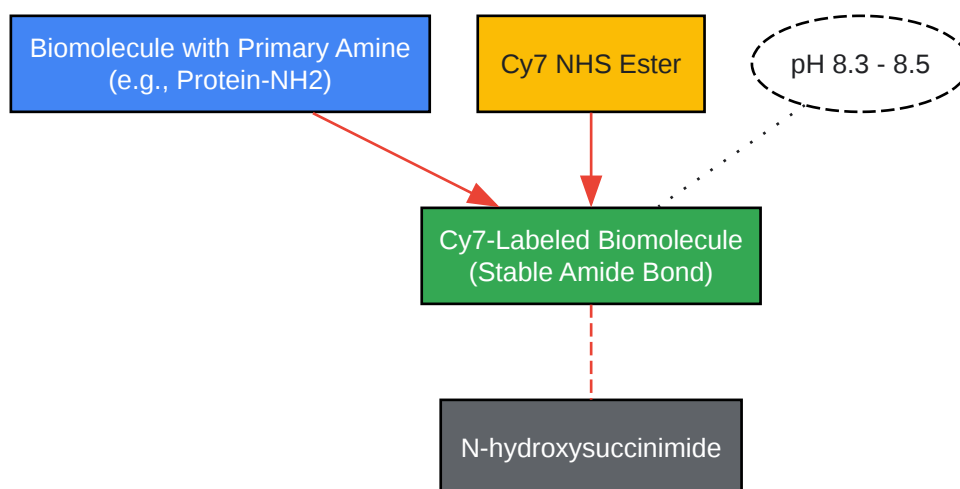 Biomolecule with Primary Amine
(e.g., Protein-NH2)
Cy7 NHS Ester
pH 8.3 - 8.5
Cy7-Labeled Biomolecule
(Stable Amide Bond)
N-hydroxysuccinimide